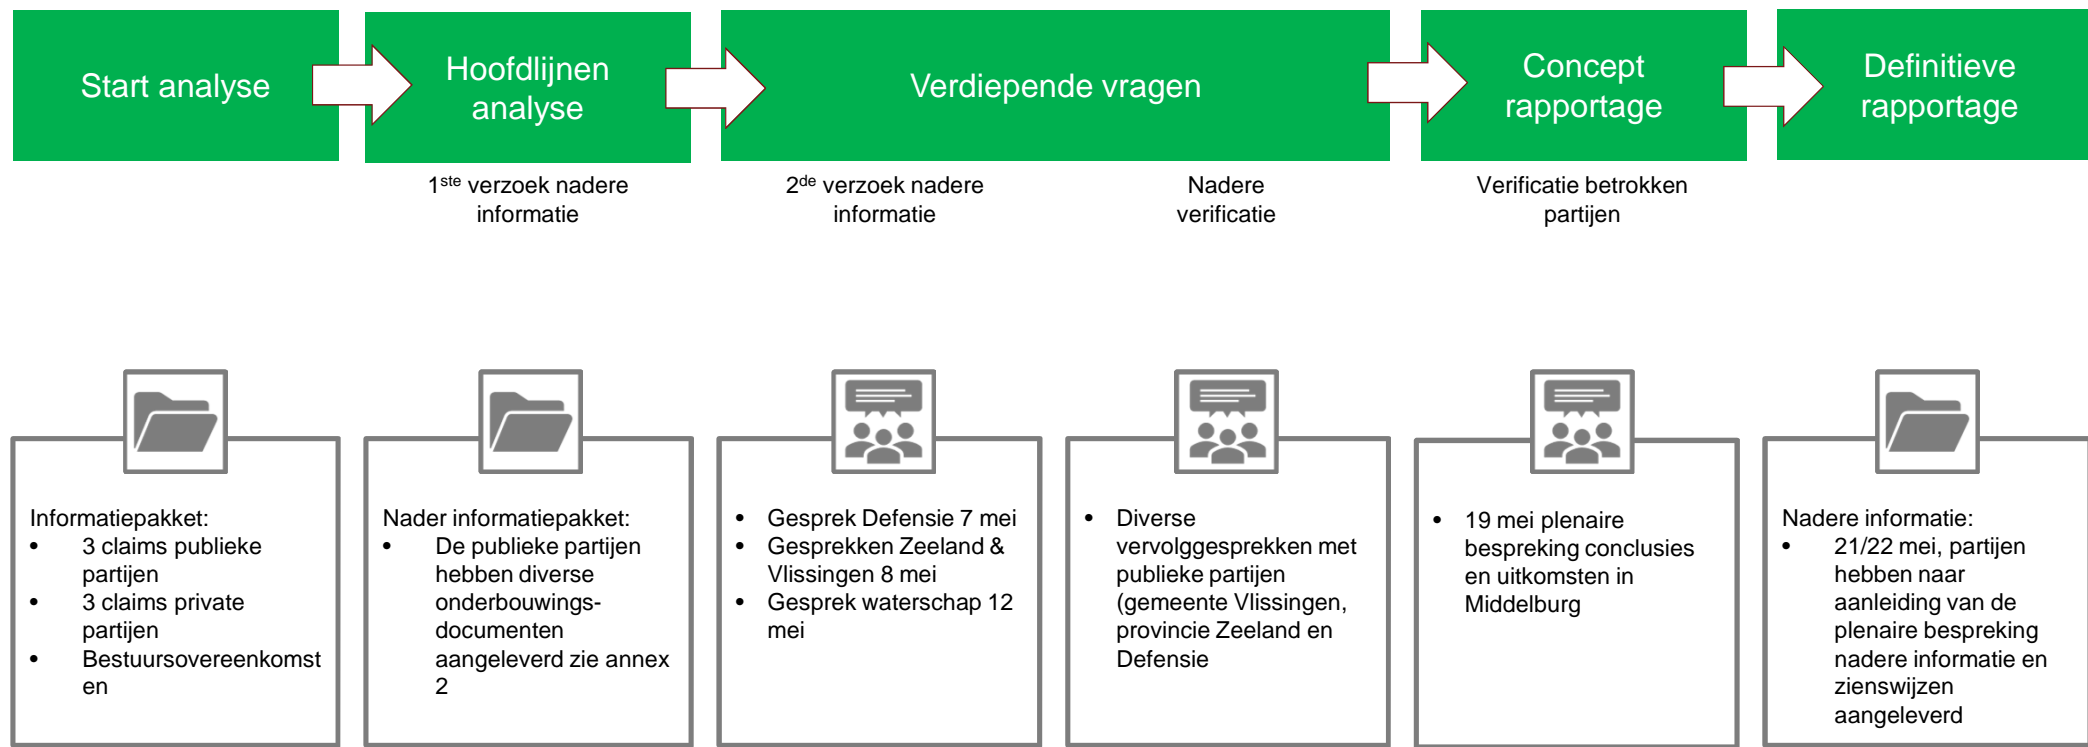 Start analyse
Hoofdlijnen
analyse
Verdiepende vragen
Concept
rapportage
Definitieve
rapportage
1ste verzoek nadere
informatie
2de verzoek nadere
informatie
Nadere
verificatie
Verificatie betrokken
partijen
Informatiepakket:
• 3 claims publieke
partijen
• 3 claims private
partijen
• Bestuursovereenkomst
en
Nader informatiepakket:
• De publieke partijen
hebben diverse
onderbouwings-
documenten
aangeleverd zie annex
2
• Gesprek Defensie 7 mei
• Gesprekken Zeeland &
Vlissingen 8 mei
• Gesprek waterschap 12
mei
• Diverse
vervolggesprekken met
publieke partijen
(gemeente Vlissingen,
provincie Zeeland en
Defensie
• 19 mei plenaire
bespreking conclusies
en uitkomsten in
Middelburg
Nadere informatie:
• 21/22 mei, partijen
hebben naar
aanleiding van de
plenaire bespreking
nadere informatie en
zienswijzen
aangeleverd